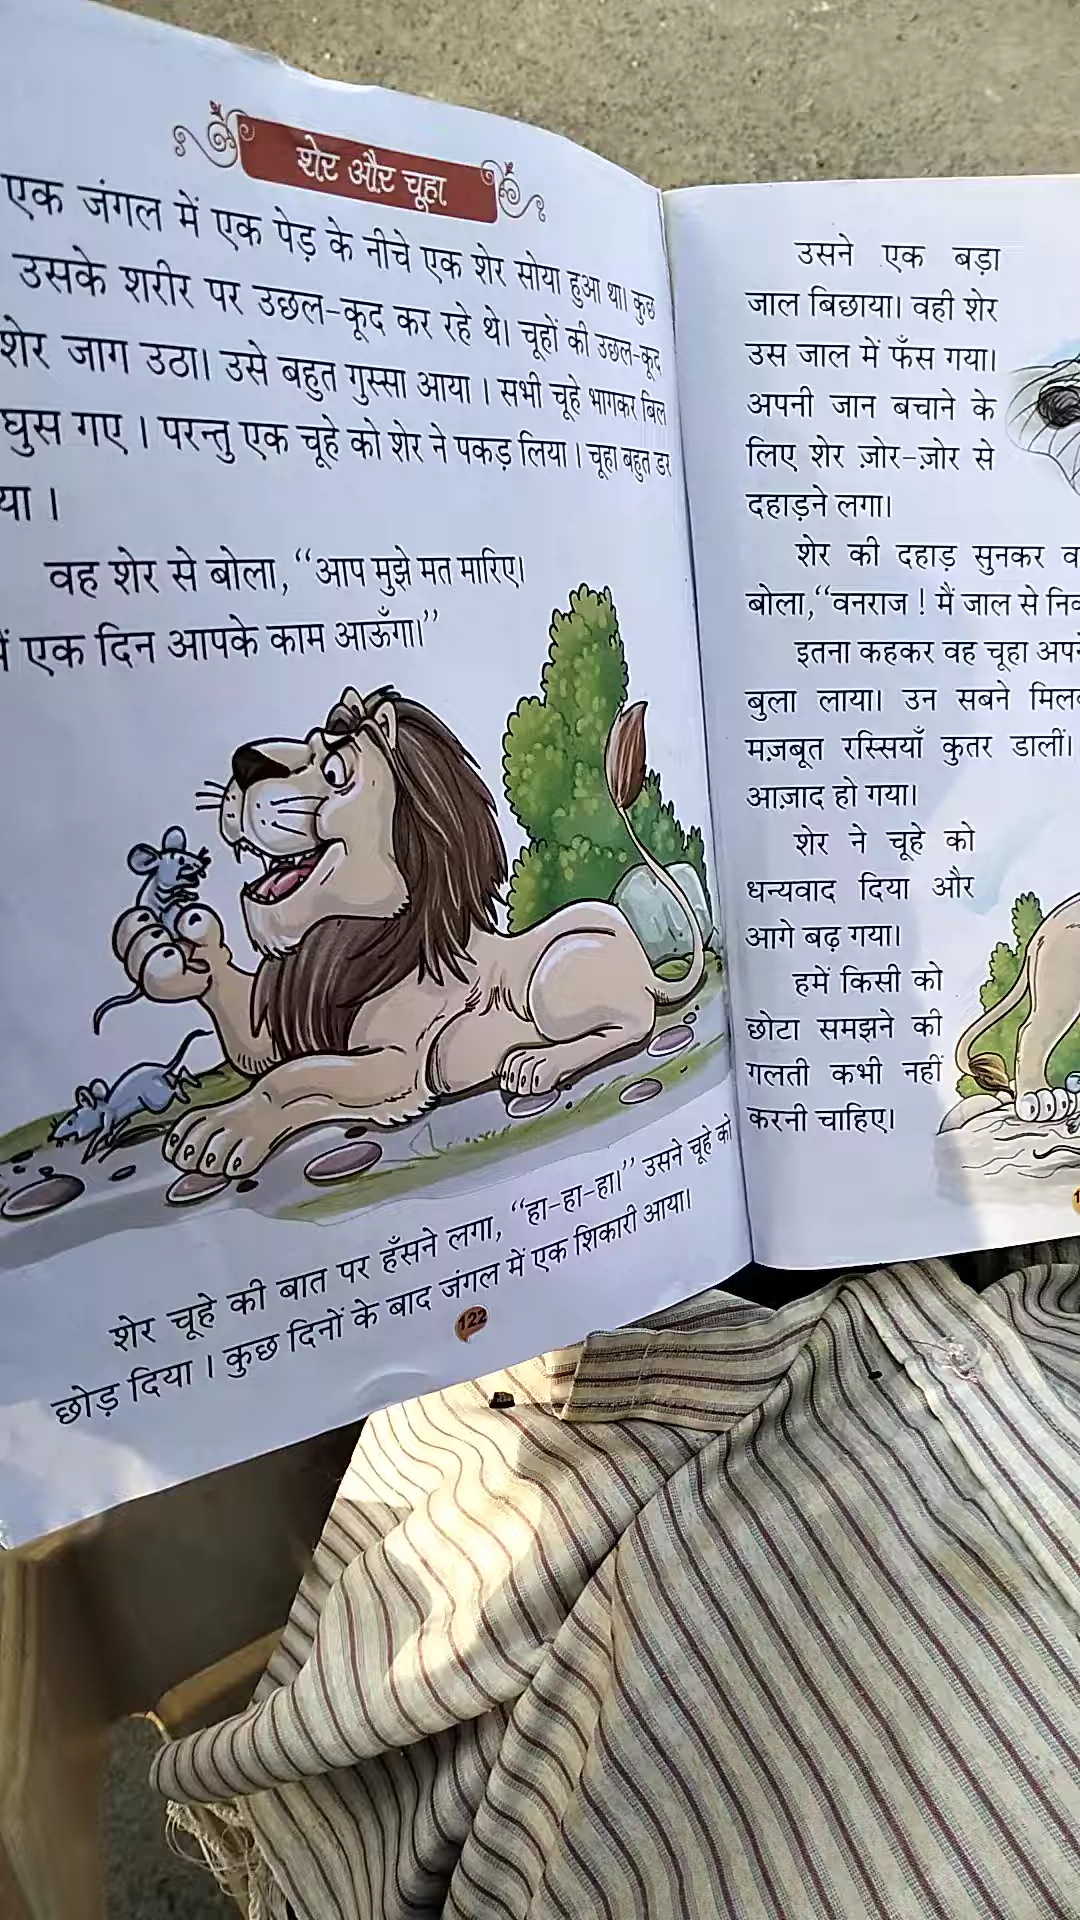 शेर और चूहा
एक जंगल में एक पेड़ के नीचे एक शेर सोया हुआ था। कुछ
उसके शरीर पर उछल-कूद कर रहे थे। चूहों की उछल-कूद
शेर जाग उठा। उसे बहुत गुस्सा आया । सभी चूहे भागकर बिल
घुस गए । परन्तु एक चूहे को शेर ने पकड़ लिया । चूहा बहुत डर
या ।
वह शेर से बोला, “आप मुझे मत मारिए।
एक दिन आपके काम आऊँगा।”
शेर चूहे की बात पर हँसने लगा, “हा-हा-हा।” उसने चूहे को
छोड़ दिया । कुछ दिनों के बाद जंगल में एक शिकारी आया।
122
उसने एक बड़ा
जाल बिछाया। वही शेर
उस जाल में फँस गया।
अपनी जान बचाने के
लिए शेर ज़ोर-ज़ोर से
दहाड़ने लगा।
शेर की दहाड़ सुनकर
बोला,“वनराज ! मैं जाल से
इतना कहकर वह चूहा
बुला लाया। उन सबने
मज़बूत रस्सियाँ कुतर डालीं।
आज़ाद हो गया।
शेर ने चूहे को
धन्यवाद दिया और
आगे बढ़ गया।
हमें किसी को
छोटा समझने की
गलती कभी नहीं
करनी चाहिए।